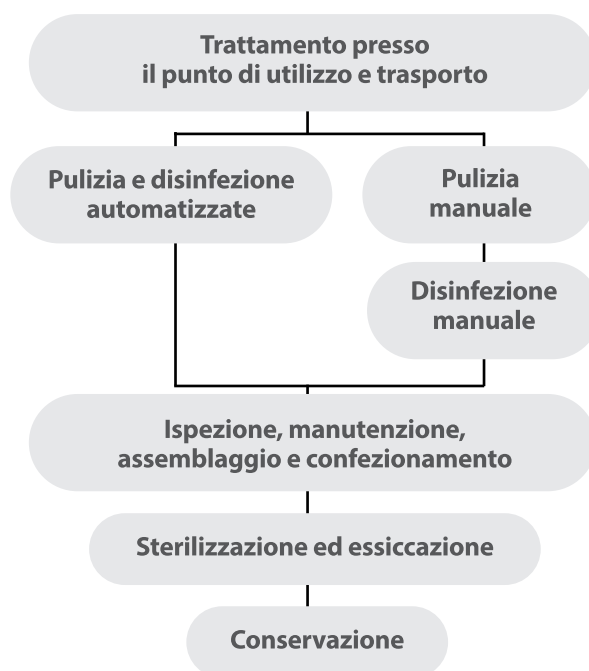 Trattamento presso
il punto di utilizzo e trasporto
Pulizia e disinfezione
automatizzate
Pulizia
manuale
Disinfezione
manuale
Ispezione, manutenzione,
assemblaggio e confezionamento
Sterilizzazione ed essiccazione
Conservazione